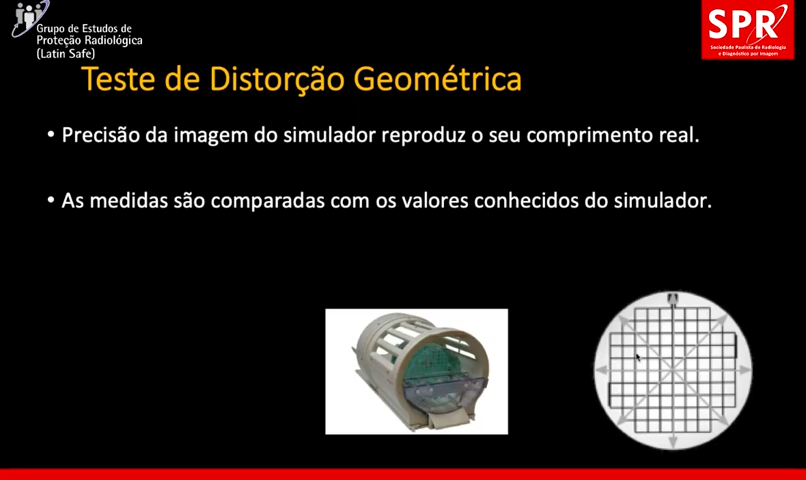 Grupo de Estudos de
Proteção Radiológica
(Latin Safe)
SPR
Sociedade Paulista de Radiologia
e Diagnóstico por Imagem
Teste de Distorção Geométrica
• Precisão da imagem do simulador reproduz o seu comprimento real.
• As medidas são comparadas com os valores conhecidos do simulador.